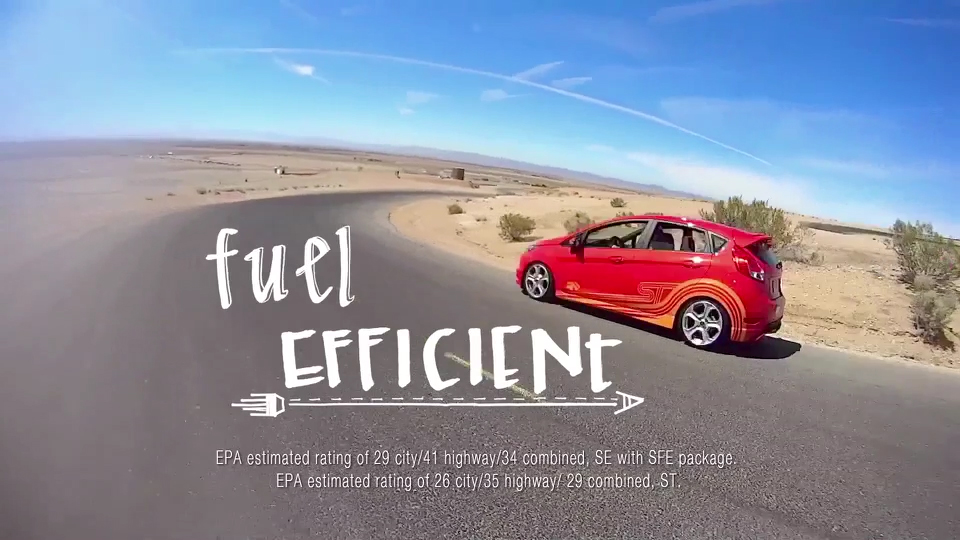 fuel
EFFICIENt
ST
EPA estimated rating of 29 city/41 highway/34 combined, SE with SFE package.
EPA estimated rating of 26 city/35 highway/ 29 combined, ST.